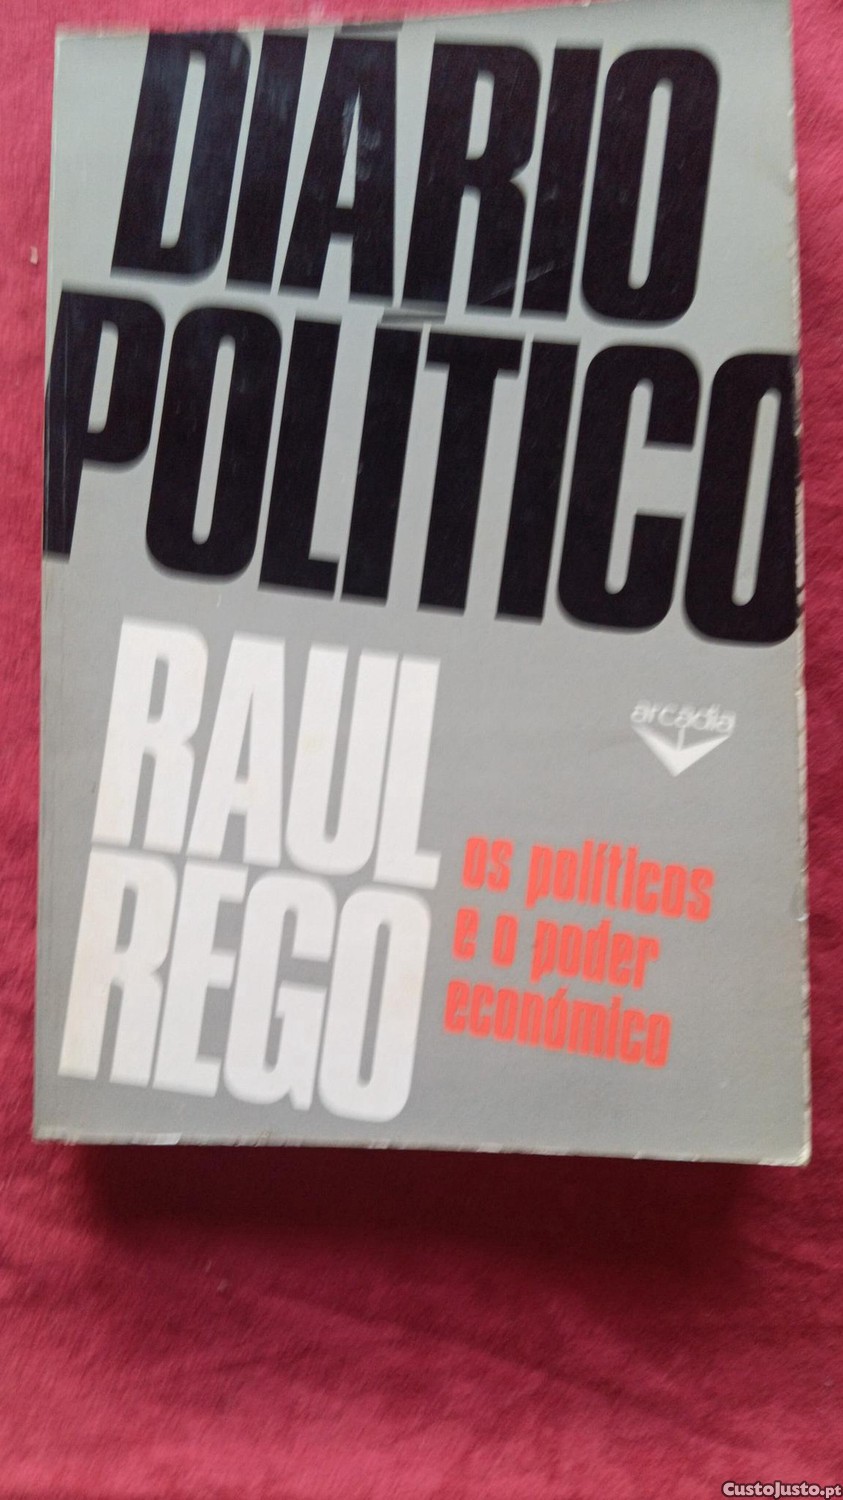 DIÁRIO
POLÍTICO
RAUL
REGO
arcádia
os políticos
e o poder
económico
CustoJusto.pt